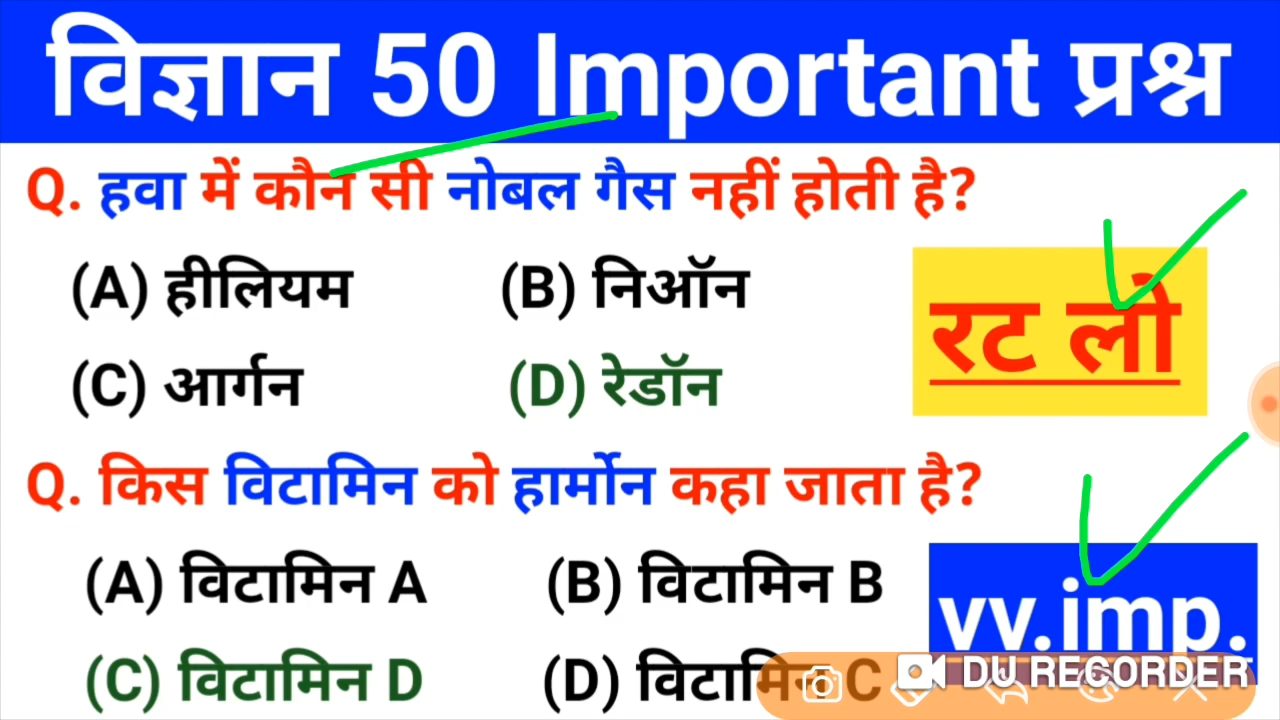 विज्ञान 50 Important प्रश्न
Q. हवा में कौन सी नोबल गैस नहीं होती है?
(A) हीलियम (B) निऑन
(C) आर्गन (D) रेडॉन
रट लो
Q. किस विटामिन को हार्मोन कहा जाता है?
(A) विटामिन A (B) विटामिन B
(C) विटामिन D (D) विटामिन C
vv.imp.
DU RECORDER